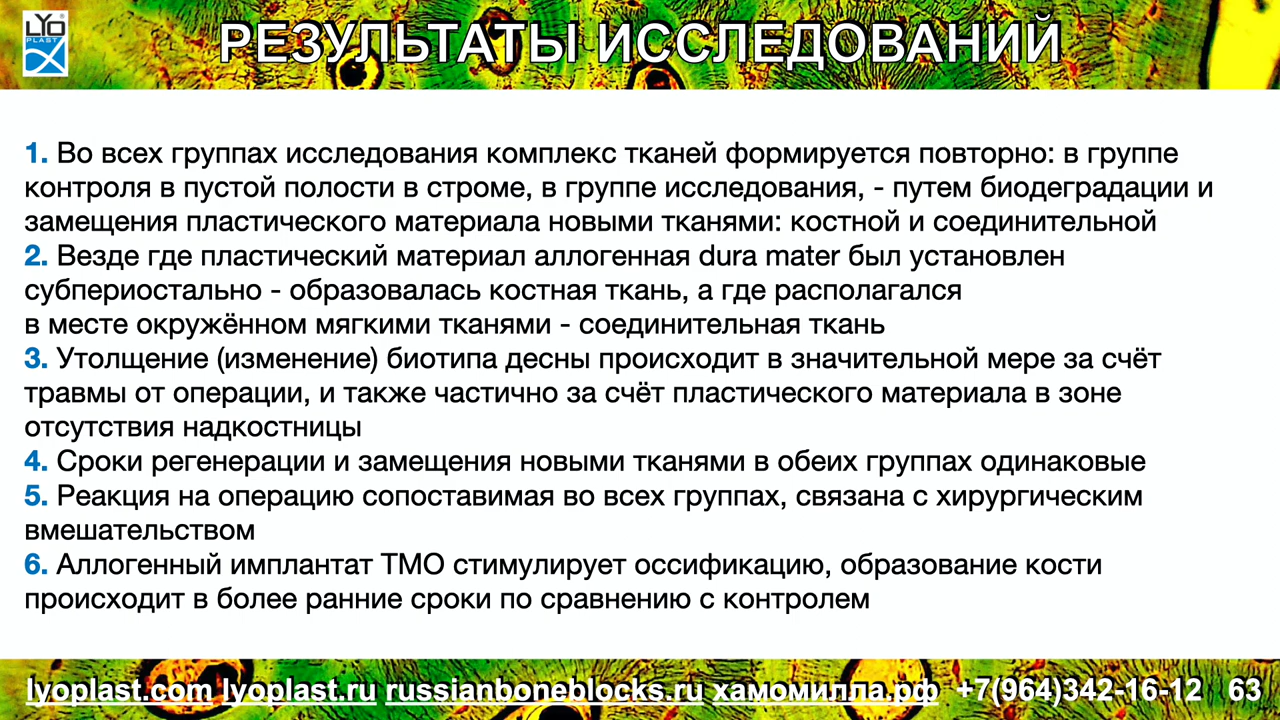 LYO
PLAST
РЕЗУЛЬТАТЫ ИССЛЕДОВАНИЙ
1. Во всех группах исследования комплекс тканей формируется повторно: в группе
контроля в пустой полости в строме, в группе исследования, - путем биодеградации и
замещения пластического материала новыми тканями: костной и соединительной
2. Везде где пластический материал аллогенная dura mater был установлен
субпериостально - образовалась костная ткань, а где располагался
в месте окружённом мягкими тканями - соединительная ткань
3. Утолщение (изменение) биотипа десны происходит в значительной мере за счёт
травмы от операции, и также частично за счёт пластического материала в зоне
отсутствия надкостницы
4. Сроки регенерации и замещения новыми тканями в обеих группах одинаковые
5. Реакция на операцию сопоставимая во всех группах, связана с хирургическим
вмешательством
6. Аллогенный имплантат ТМО стимулирует оссификацию, образование кости
происходит в более ранние сроки по сравнению с контролем
lyoplast.com lyoplast.ru russianboneblocks.ru хамомилла.рф +7(964)342-16-12 63